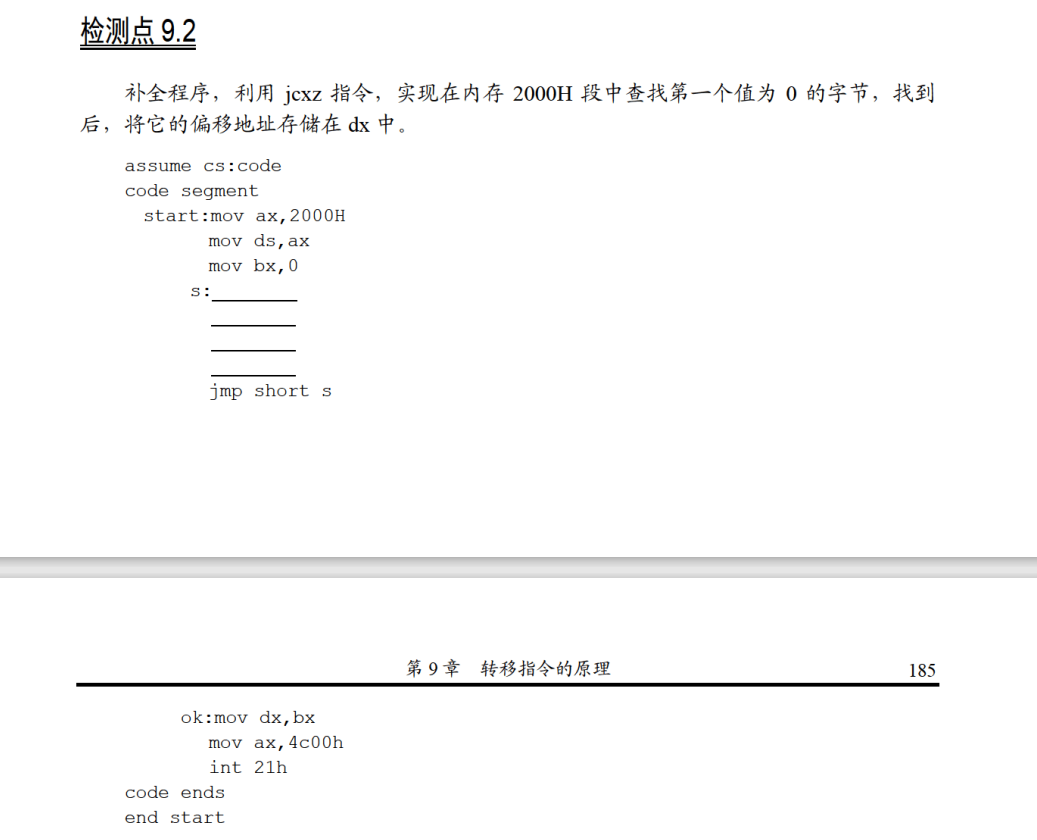 检测点 9.2
补全程序，利用 jcxz 指令，实现在内存 2000H 段中查找第一个值为 0 的字节，找到
后，将它的偏移地址存储在 dx 中。
assume cs:code
code segment
start:mov ax,2000H
mov ds,ax
mov bx,0
s:________
________
________
________
jmp short s
第 9 章 转移指令的原理 185
ok:mov dx,bx
mov ax,4c00h
int 21h
code ends
end start